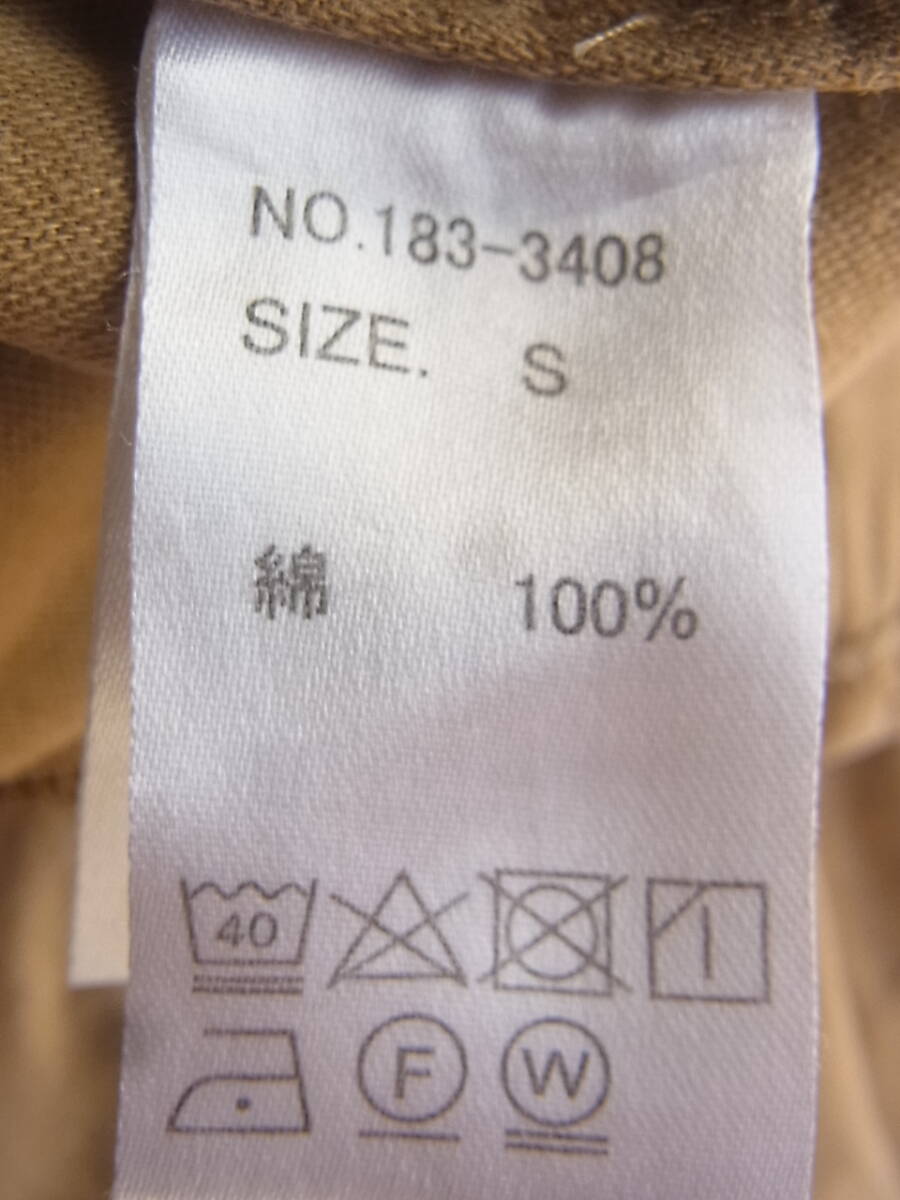 NO.183-3408
SIZE. S
綿 100%
40
F W